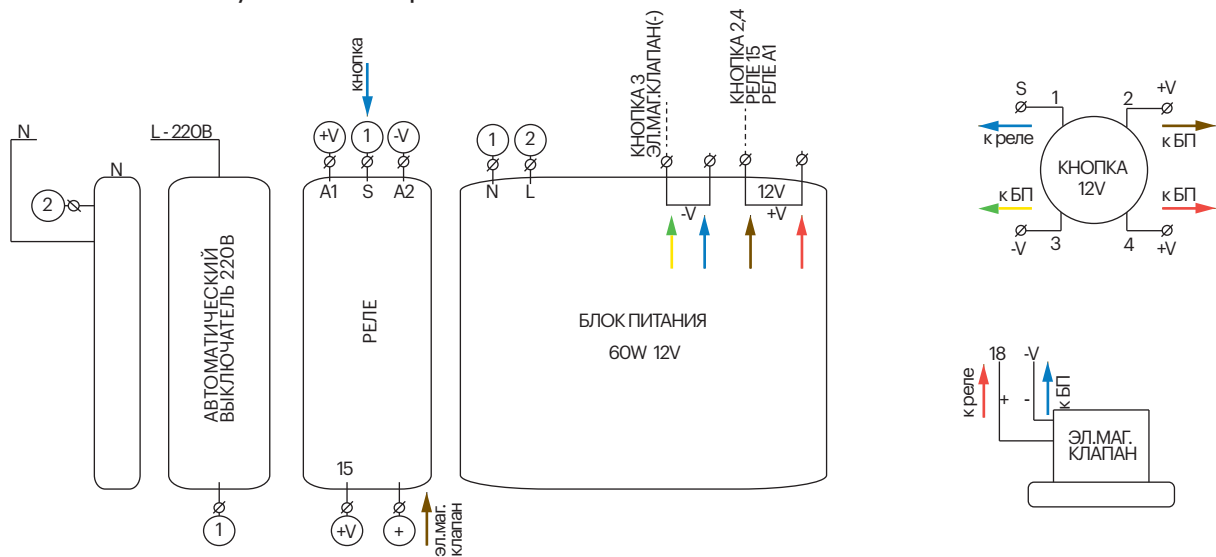 N
L - 220В
N
2
АВТОМАТИЧЕСКИЙ
ВЫКЛЮЧАТЕЛЬ 220В
1
кнопка
+V
1
-V
A1
S
A2
РЕЛЕ
15
+V
+
эл.маг.
клапан
1
2
N
L
КНОПКА 3
ЭЛ.МАГ.КЛАПАН(-)
КНОПКА 2,4
РЕЛЕ 15
РЕЛЕ А1
12V
-V
+V
БЛОК ПИТАНИЯ
60W 12V
S
1
2
+V
к реле
к БП
КНОПКА
12V
к БП
к БП
-V
3
4
+V
18
-V
к реле
+
-
к БП
ЭЛ.МАГ.
КЛАПАН